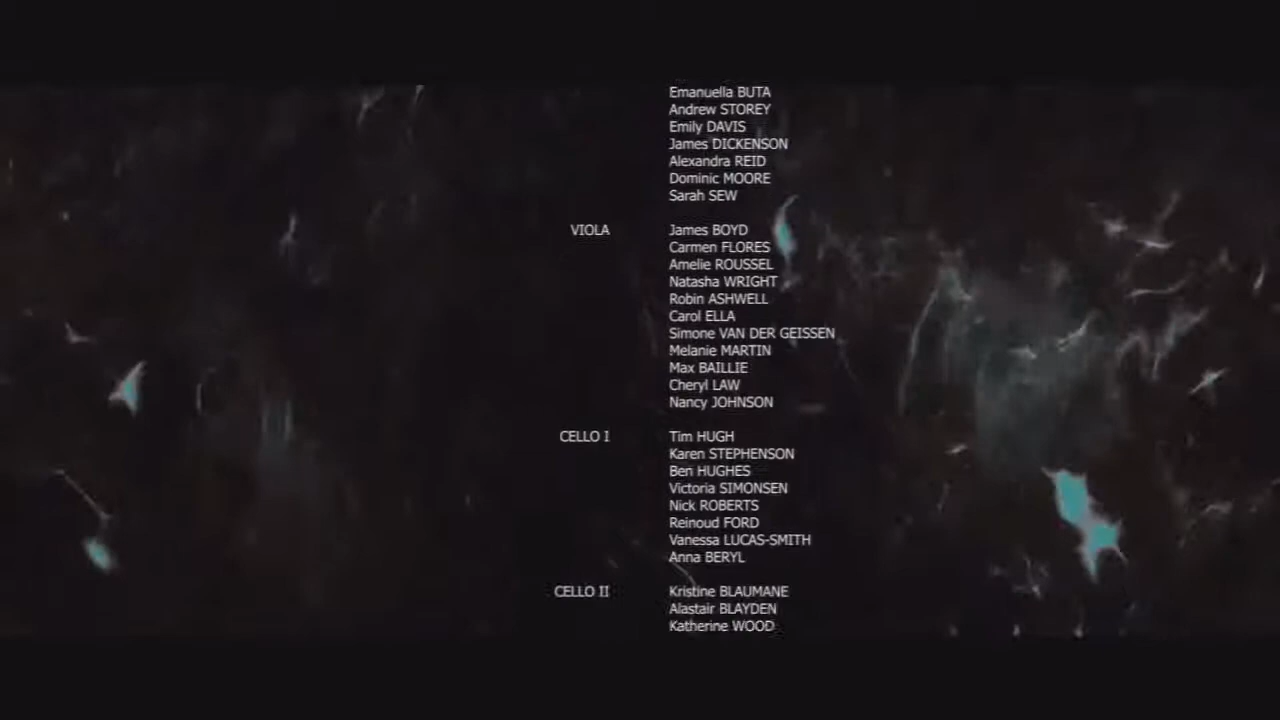 Emanuella BUTA
Andrew STOREY
Emily DAVIS
James DICKENSON
Alexandra REID
Dominic MOORE
Sarah SEW
VIOLA James BOYD
Carmen FLORES
Amelie ROUSSEL
Natasha WRIGHT
Robin ASHWELL
Carol ELLA
Simone VAN DER GEISSEN
Melanie MARTIN
Max BAILLIE
Cheryl LAW
Nancy JOHNSON
CELLO I Tim HUGH
Karen STEPHENSON
Ben HUGHES
Victoria SIMONSEN
Nick ROBERTS
Reinoud FORD
Vanessa LUCAS-SMITH
Anna BERYL
CELLO II Kristine BLAUMANE
Alastair BLAYDEN
Katherine WOOD